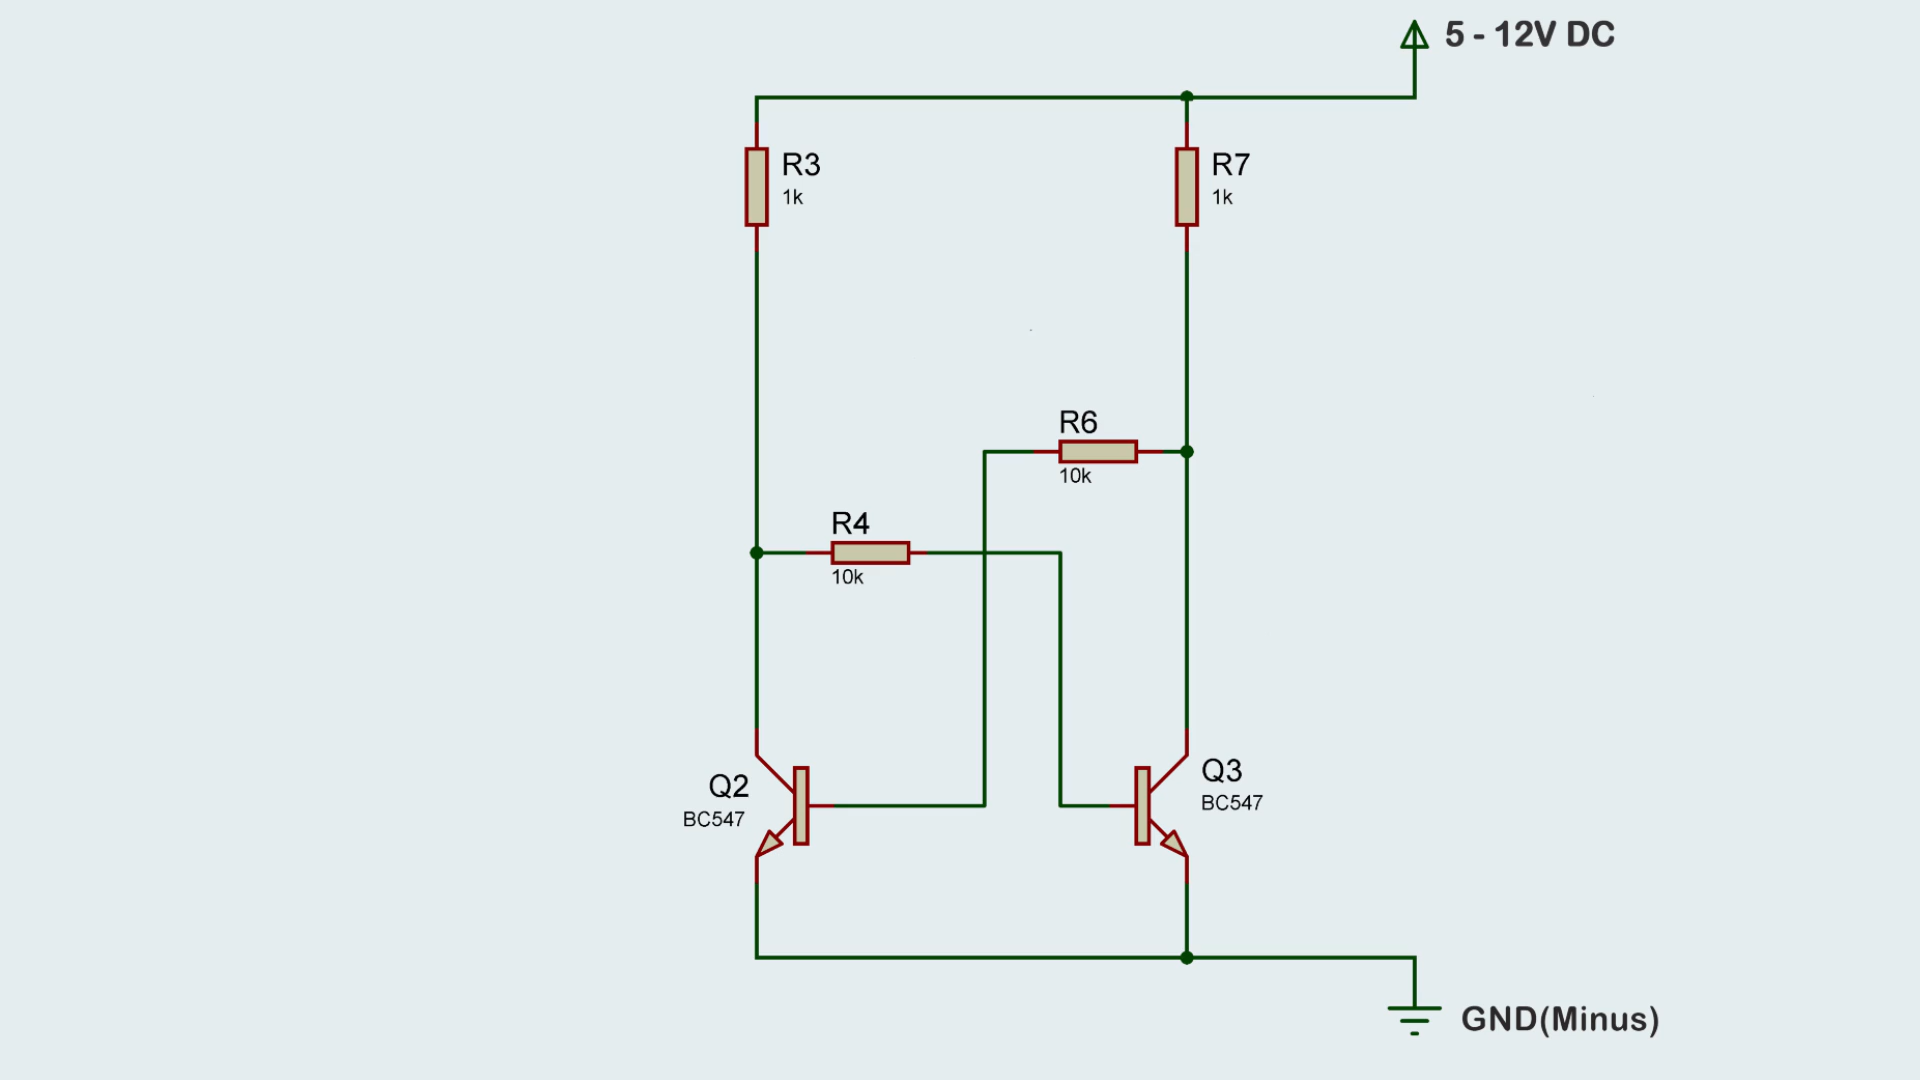 5 - 12V DC
R3
1k
R7
1k
R6
10k
R4
10k
Q2
BC547
Q3
BC547
GND(Minus)